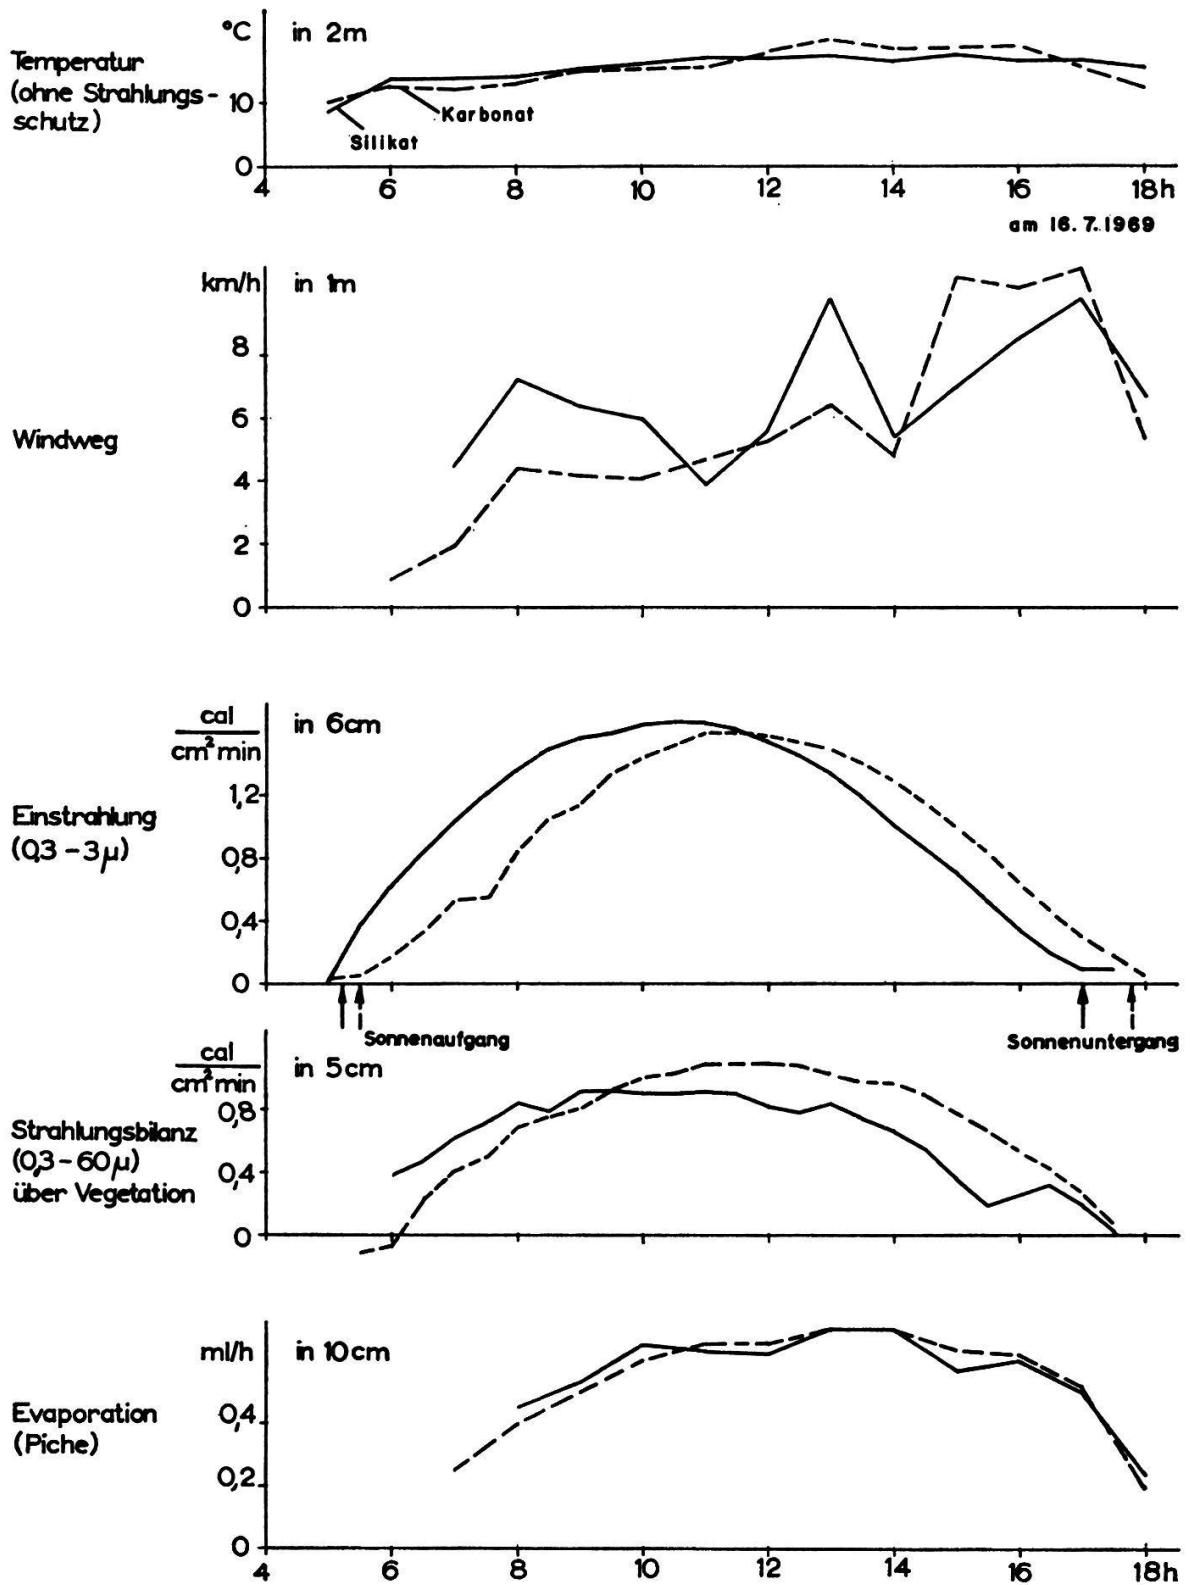 °C in 2m
Temperatur
(ohne Strahlungs-
schutz)
10
Karbonat
Silikat
0
4 6 8 10 12 14 16 18h
am 16.7.1969
km/h in 1m
8
6
Windweg
4
2
0
cal
cm² min
in 6cm
1,2
Einstrahlung
(0,3 - 3μ)
0,8
0,4
0
Sonnenaufgang Sonnenuntergang
cal
cm² min
in 5cm
0,8
Strahlungsbilanz
(0,3 - 60μ)
0,4
über Vegetation
0
ml/h in 10cm
Evaporation
0,4
(Piche)
0,2
0
4 6 8 10 12 14 16 18h